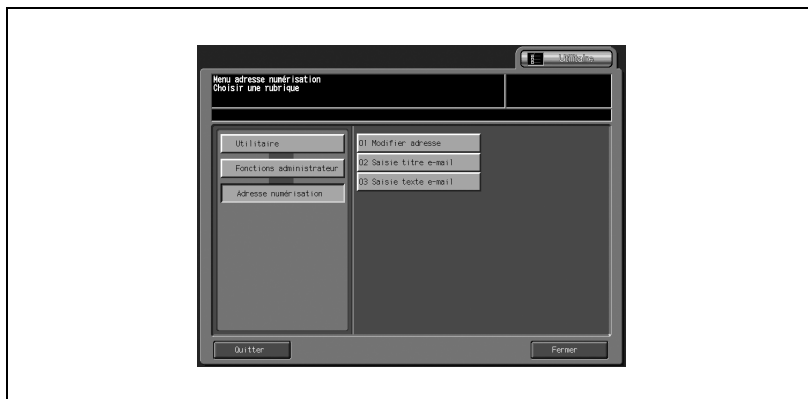 Utilitaire
Menu adresse numérisation
Choisir une rubrique
Utilitaire
Fonctions administrateur
Adresse numérisation
01 Modifier adresse
02 Saisie titre e-mail
03 Saisie texte e-mail
Quitter
Fermer